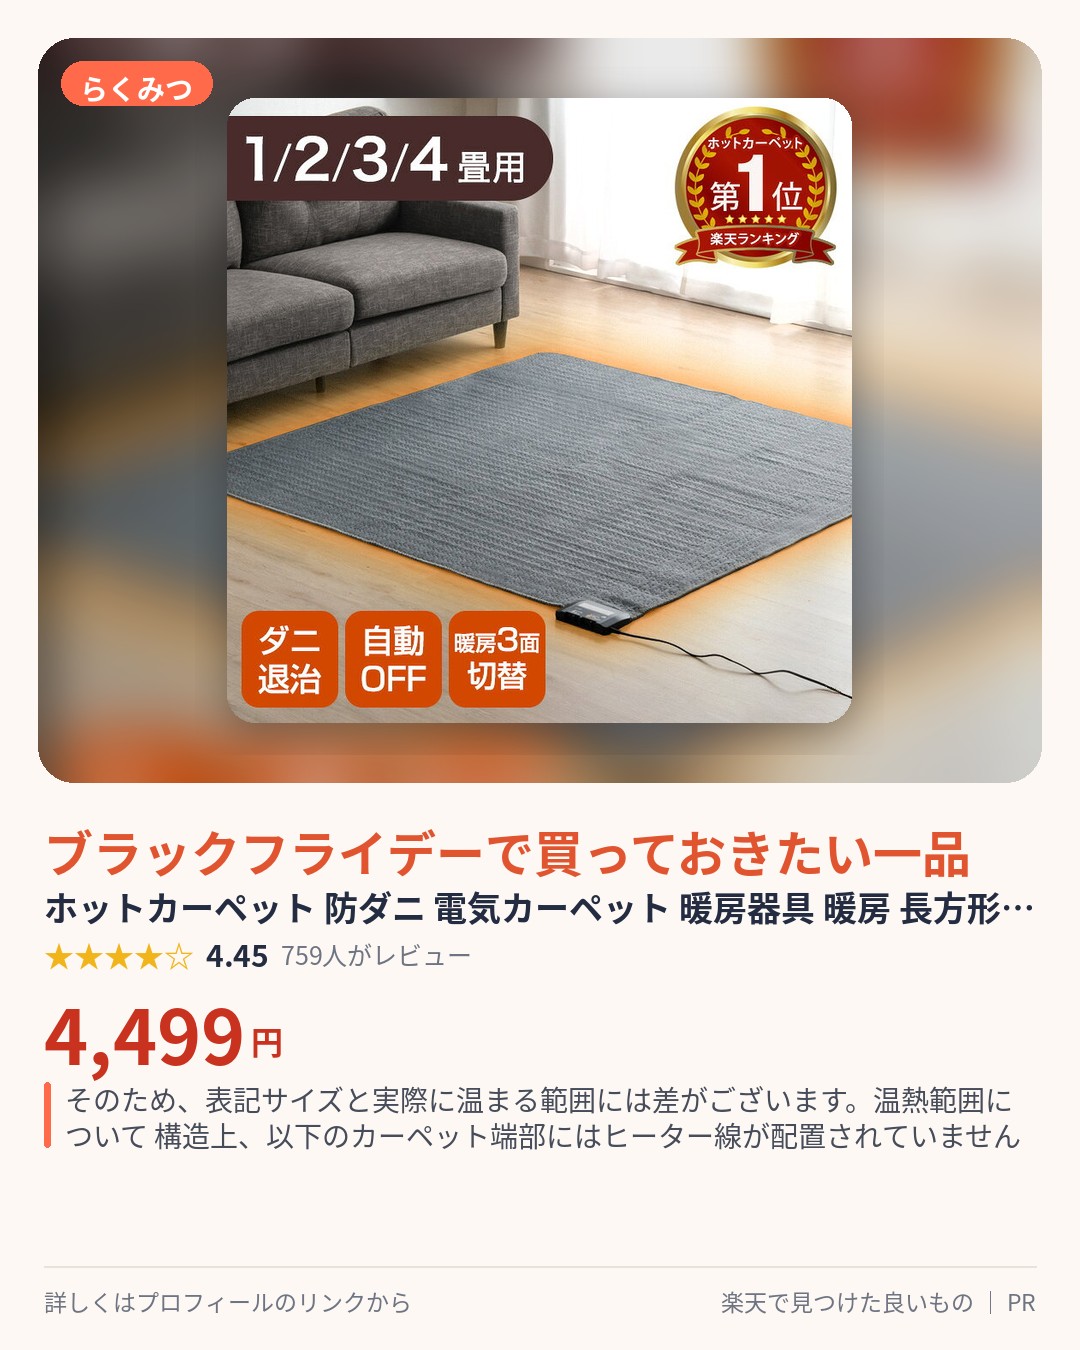 らくみつ
1/2/3/4 畳用
ホットカーペット
第1位
楽天ランキング
ダニ
退治
自動
OFF
暖房3面
切替
ブラックフライデーで買っておきたい一品
ホットカーペット 防ダニ 電気カーペット 暖房器具 暖房 長方形…
★★★★☆ 4.45 759人がレビュー
4,499円
そのため、表記サイズと実際に温まる範囲には差がございます。温熱範囲に
ついて 構造上、以下のカーペット端部にはヒーター線が配置されていません
詳しくはプロフィールのリンクから
楽天で見つけた良いもの｜PR